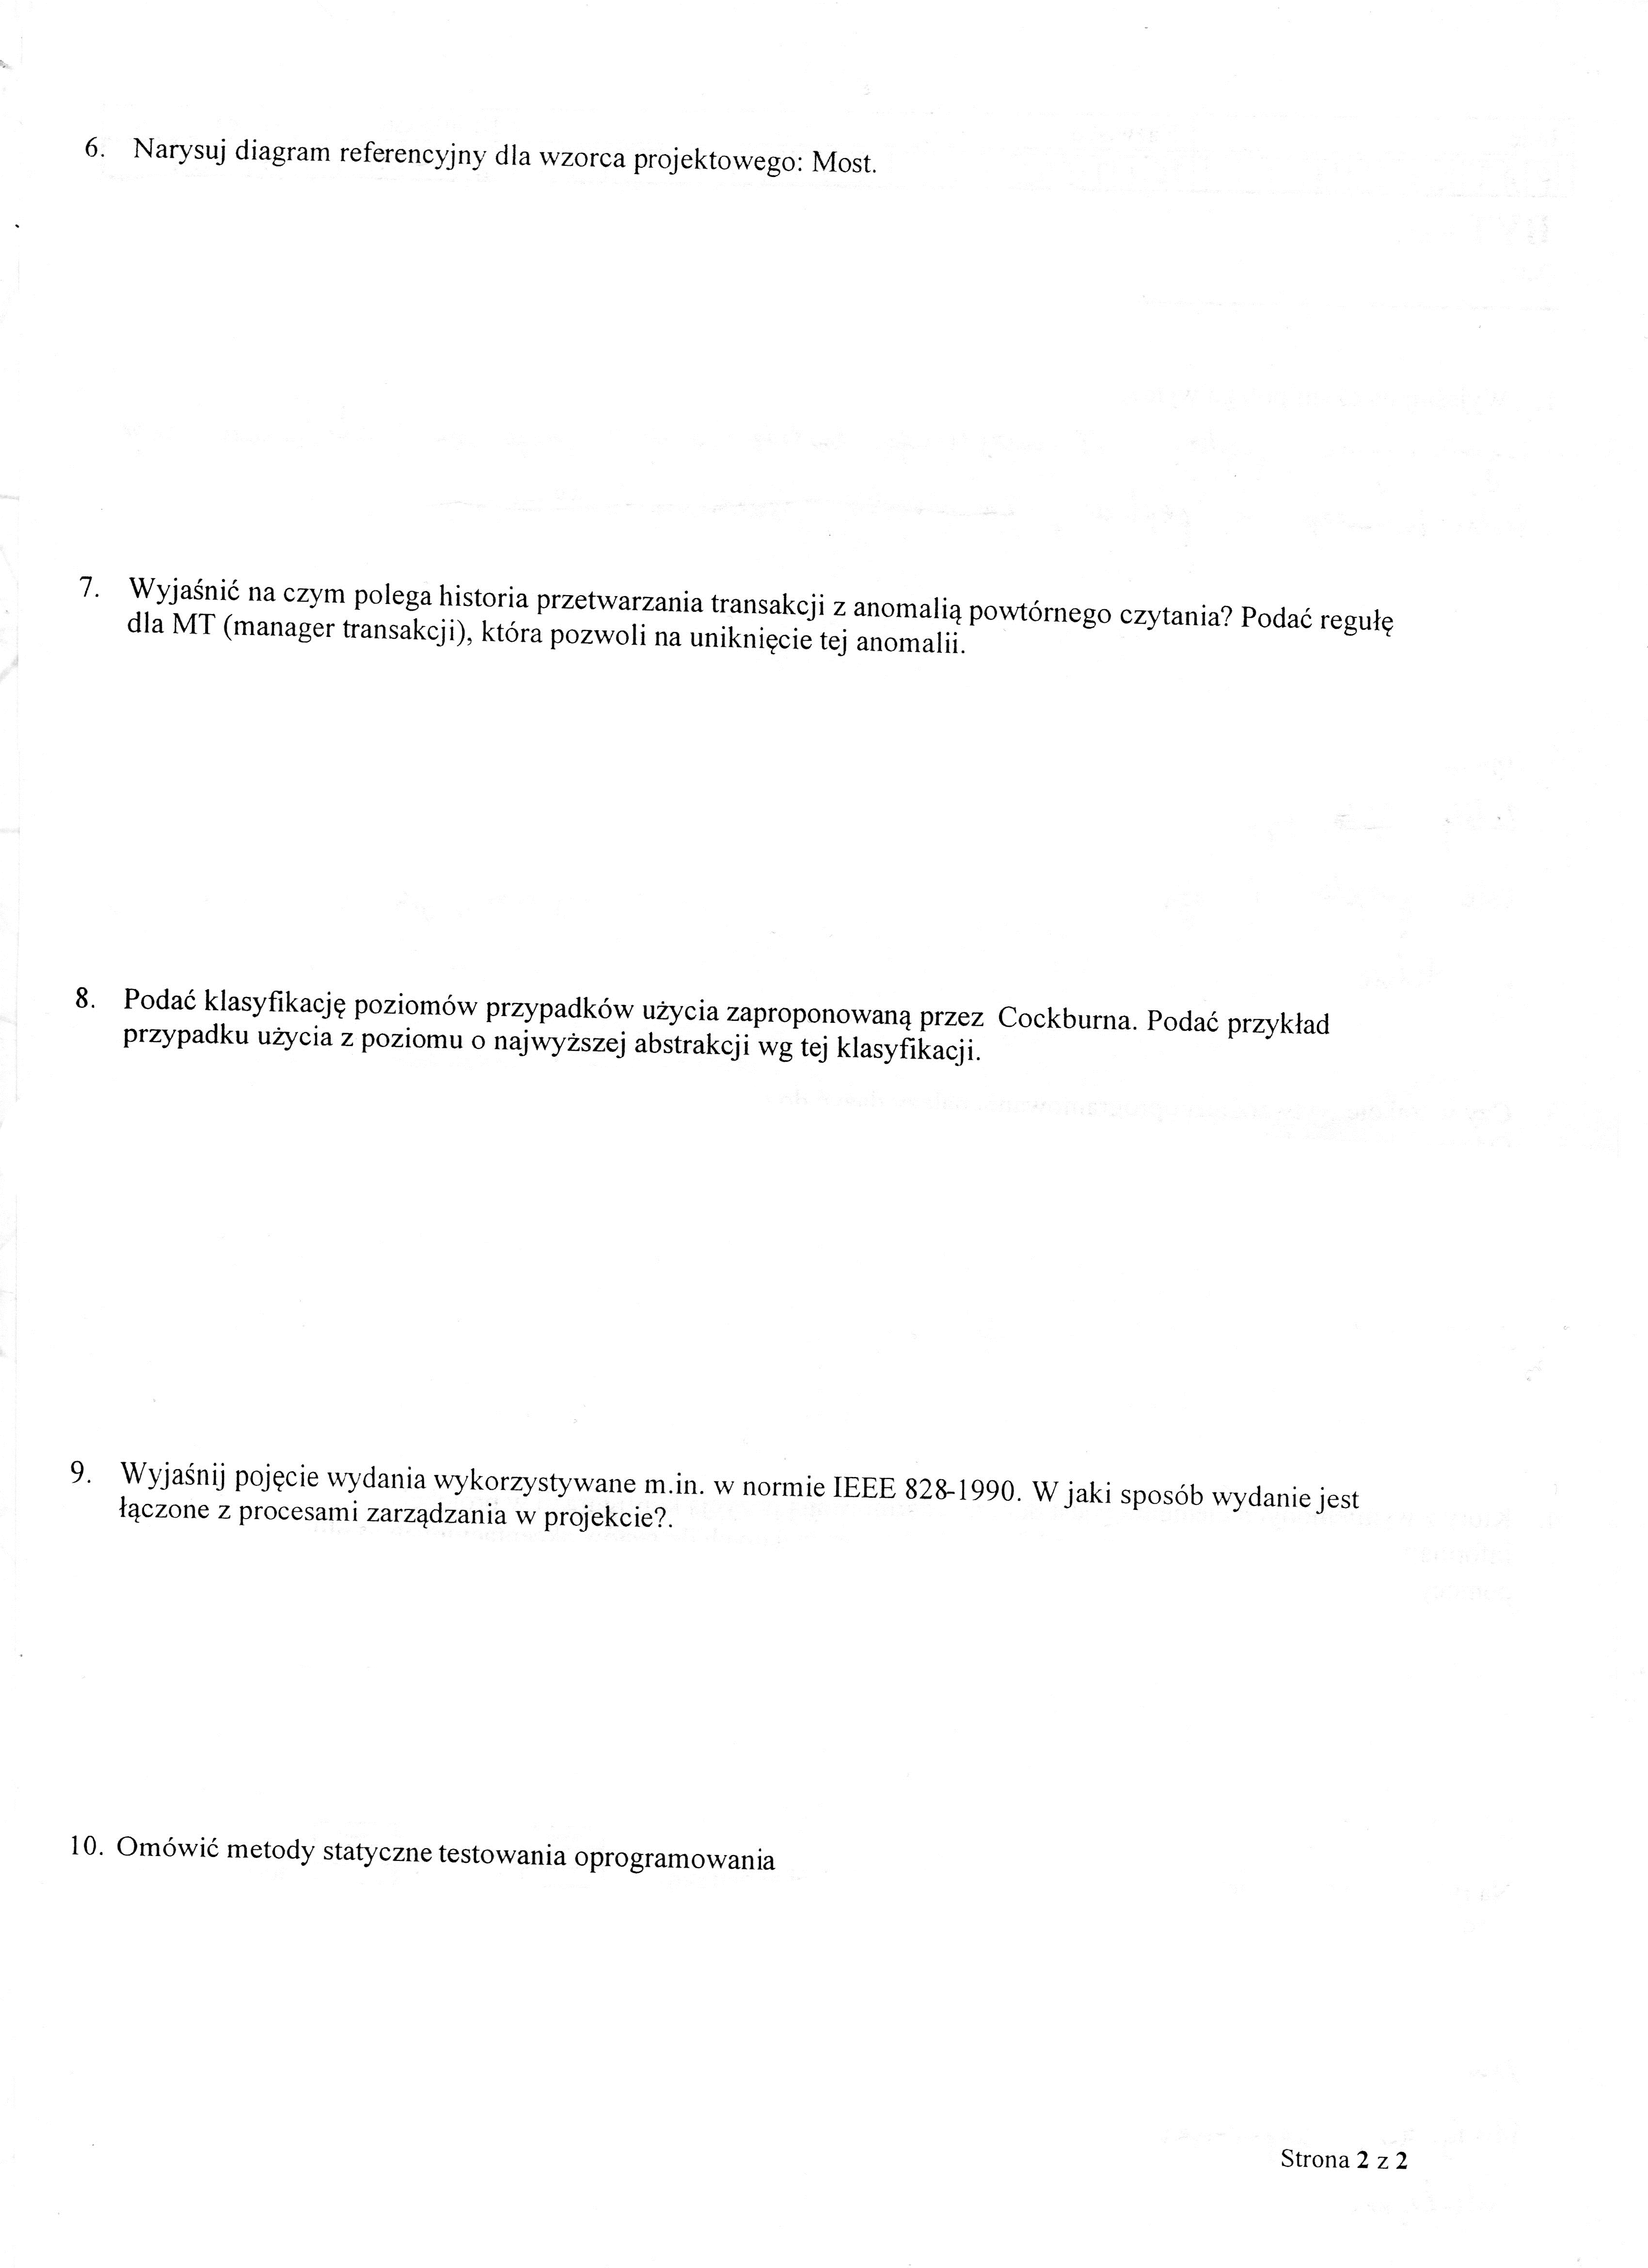 6. Narysuj diagram referencyjny dla wzorca projektowego: Most.
7. Wyjaśnić na czym polega historia przetwarzania transakcji z anomalią powtórnego czytania? Podać regułę
dla MT (manager transakcji), która pozwoli na uniknięcie tej anomalii.
8. Podać klasyfikację poziomów przypadków użycia zaproponowaną przez Cockburna. Podać przykład
przypadku użycia z poziomu o najwyższej abstrakcji wg tej klasyfikacji.
9. Wyjaśnij pojęcie wydania wykorzystywane m.in. w normie IEEE 828-1990. W jaki sposób wydanie jest
łączone z procesami zarządzania w projekcie?.
10. Omówić metody statyczne testowania oprogramowania
Strona 2 z 2